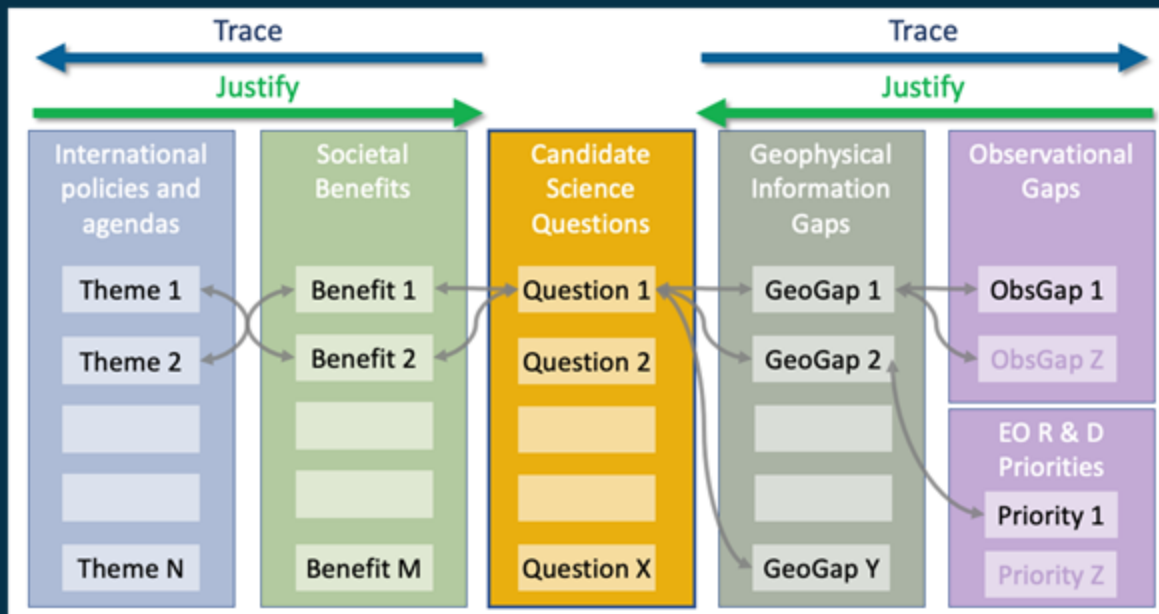 Trace
Trace
Justify
Justify
International
policies and
agendas
Theme 1
Theme 2
Theme N
Societal
Benefits
Benefit 1
Benefit 2
Benefit M
Candidate
Science
Questions
Question 1
Question 2
Question X
Geophysical
Information
Gaps
GeoGap 1
GeoGap 2
GeoGap Y
Observational
Gaps
ObsGap 1
ObsGap Z
EO R & D
Priorities
Priority 1
Priority Z